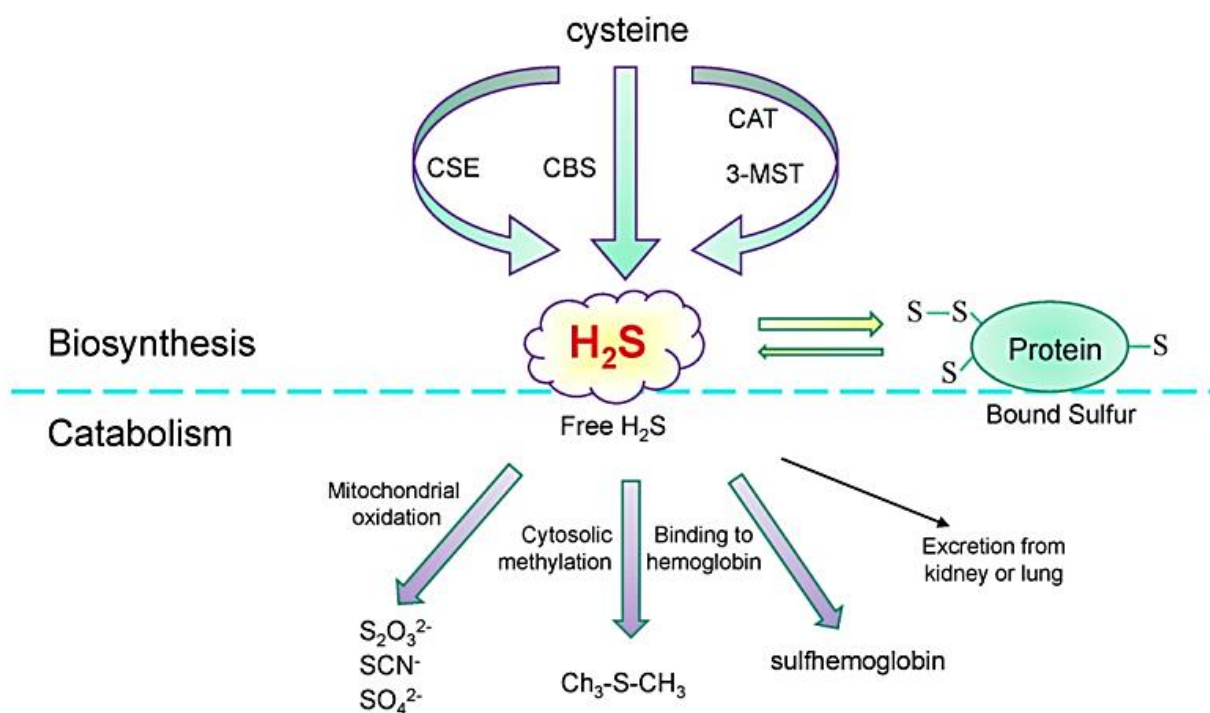 cysteine
CAT
CSE
CBS
3-MST
S–S
S
Protein
S
H₂S
Biosynthesis
Bound Sulfur
Free H₂S
Catabolism
Mitochondrial
oxidation
Cytosolic
methylation
Binding to
hemoglobin
Excretion from
kidney or lung
S₂O₃²⁻
SCN⁻
SO₄²⁻
Ch₃-S-CH₃
sulfhemoglobin